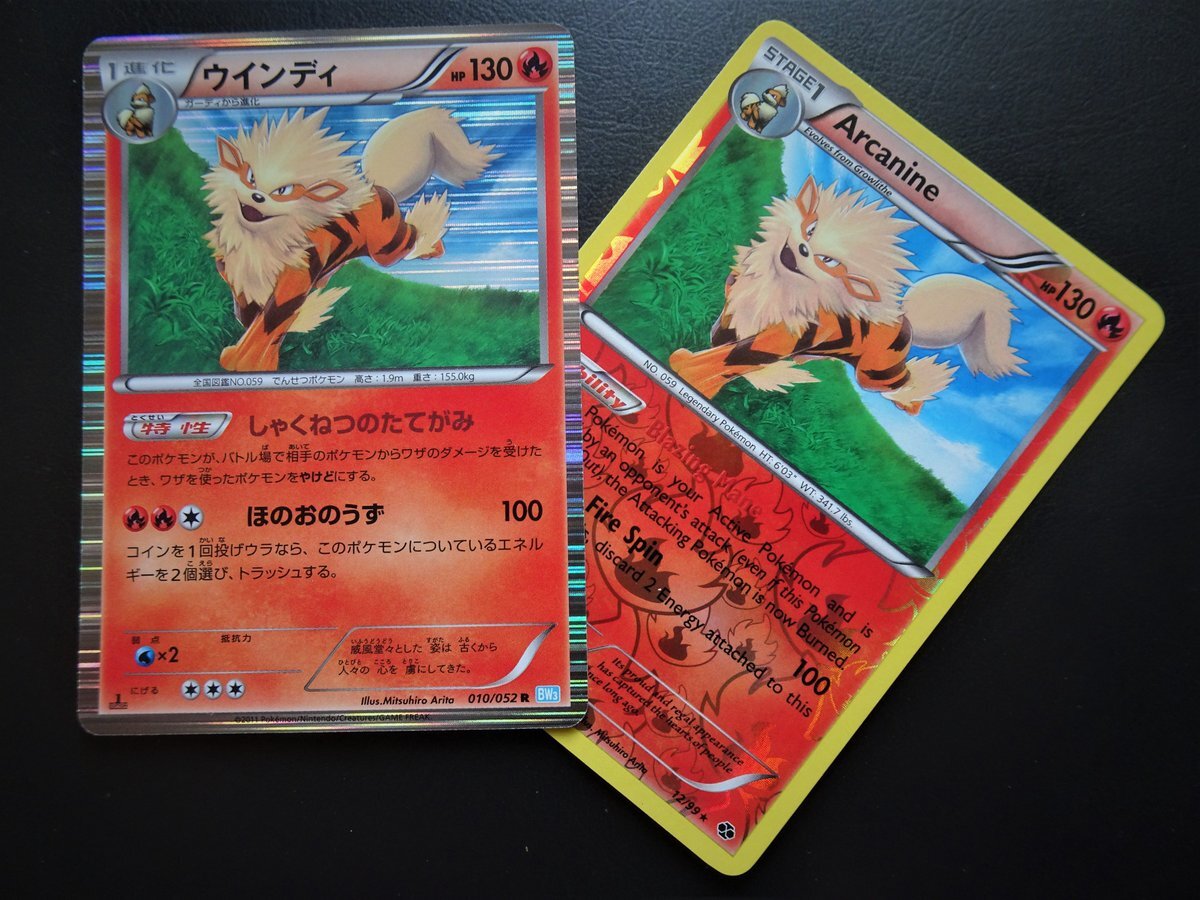 1進化
ウインディ
HP 130
ガーディから進化
全国図鑑NO.059 でんせつポケモン 高さ:1.9m 重さ:155.0kg
とくせい
特性
しゃくねつのたてがみ
このポケモンが、バトル場で相手のポケモンからワザのダメージを受けた
とき、ワザを使ったポケモンをやけどにする。
ほのおのうず 100
コインを1回投げウラなら、このポケモンについているエネル
ギーを2個選び、トラッシュする。
弱点 抵抗力
×2
にげる
威風堂々とした 姿は 古くから
人々の 心を 虜にしてきた。
Illus.Mitsuhiro Arita 010/052 R BW3
©2011 Pokémon/Nintendo/Creatures/GAME FREAK
STAGE1
Arcanine
Evolves from Growlithe
HP 130
NO. 059 Legendary Pokémon HT: 6'03" WT: 341.7 lbs.
bility
Blazing Mane
Pokémon is your Active Pokémon and is
by an opponent's attack (even if this Pokémon
Out), the Attacking Pokémon is now Burned.
Fire Spin 100
discard 2 Energy attached to this
Its proud and regal appearance
has captured the hearts of people
since long ago.
Mitsuhiro Arita
12/99 ★